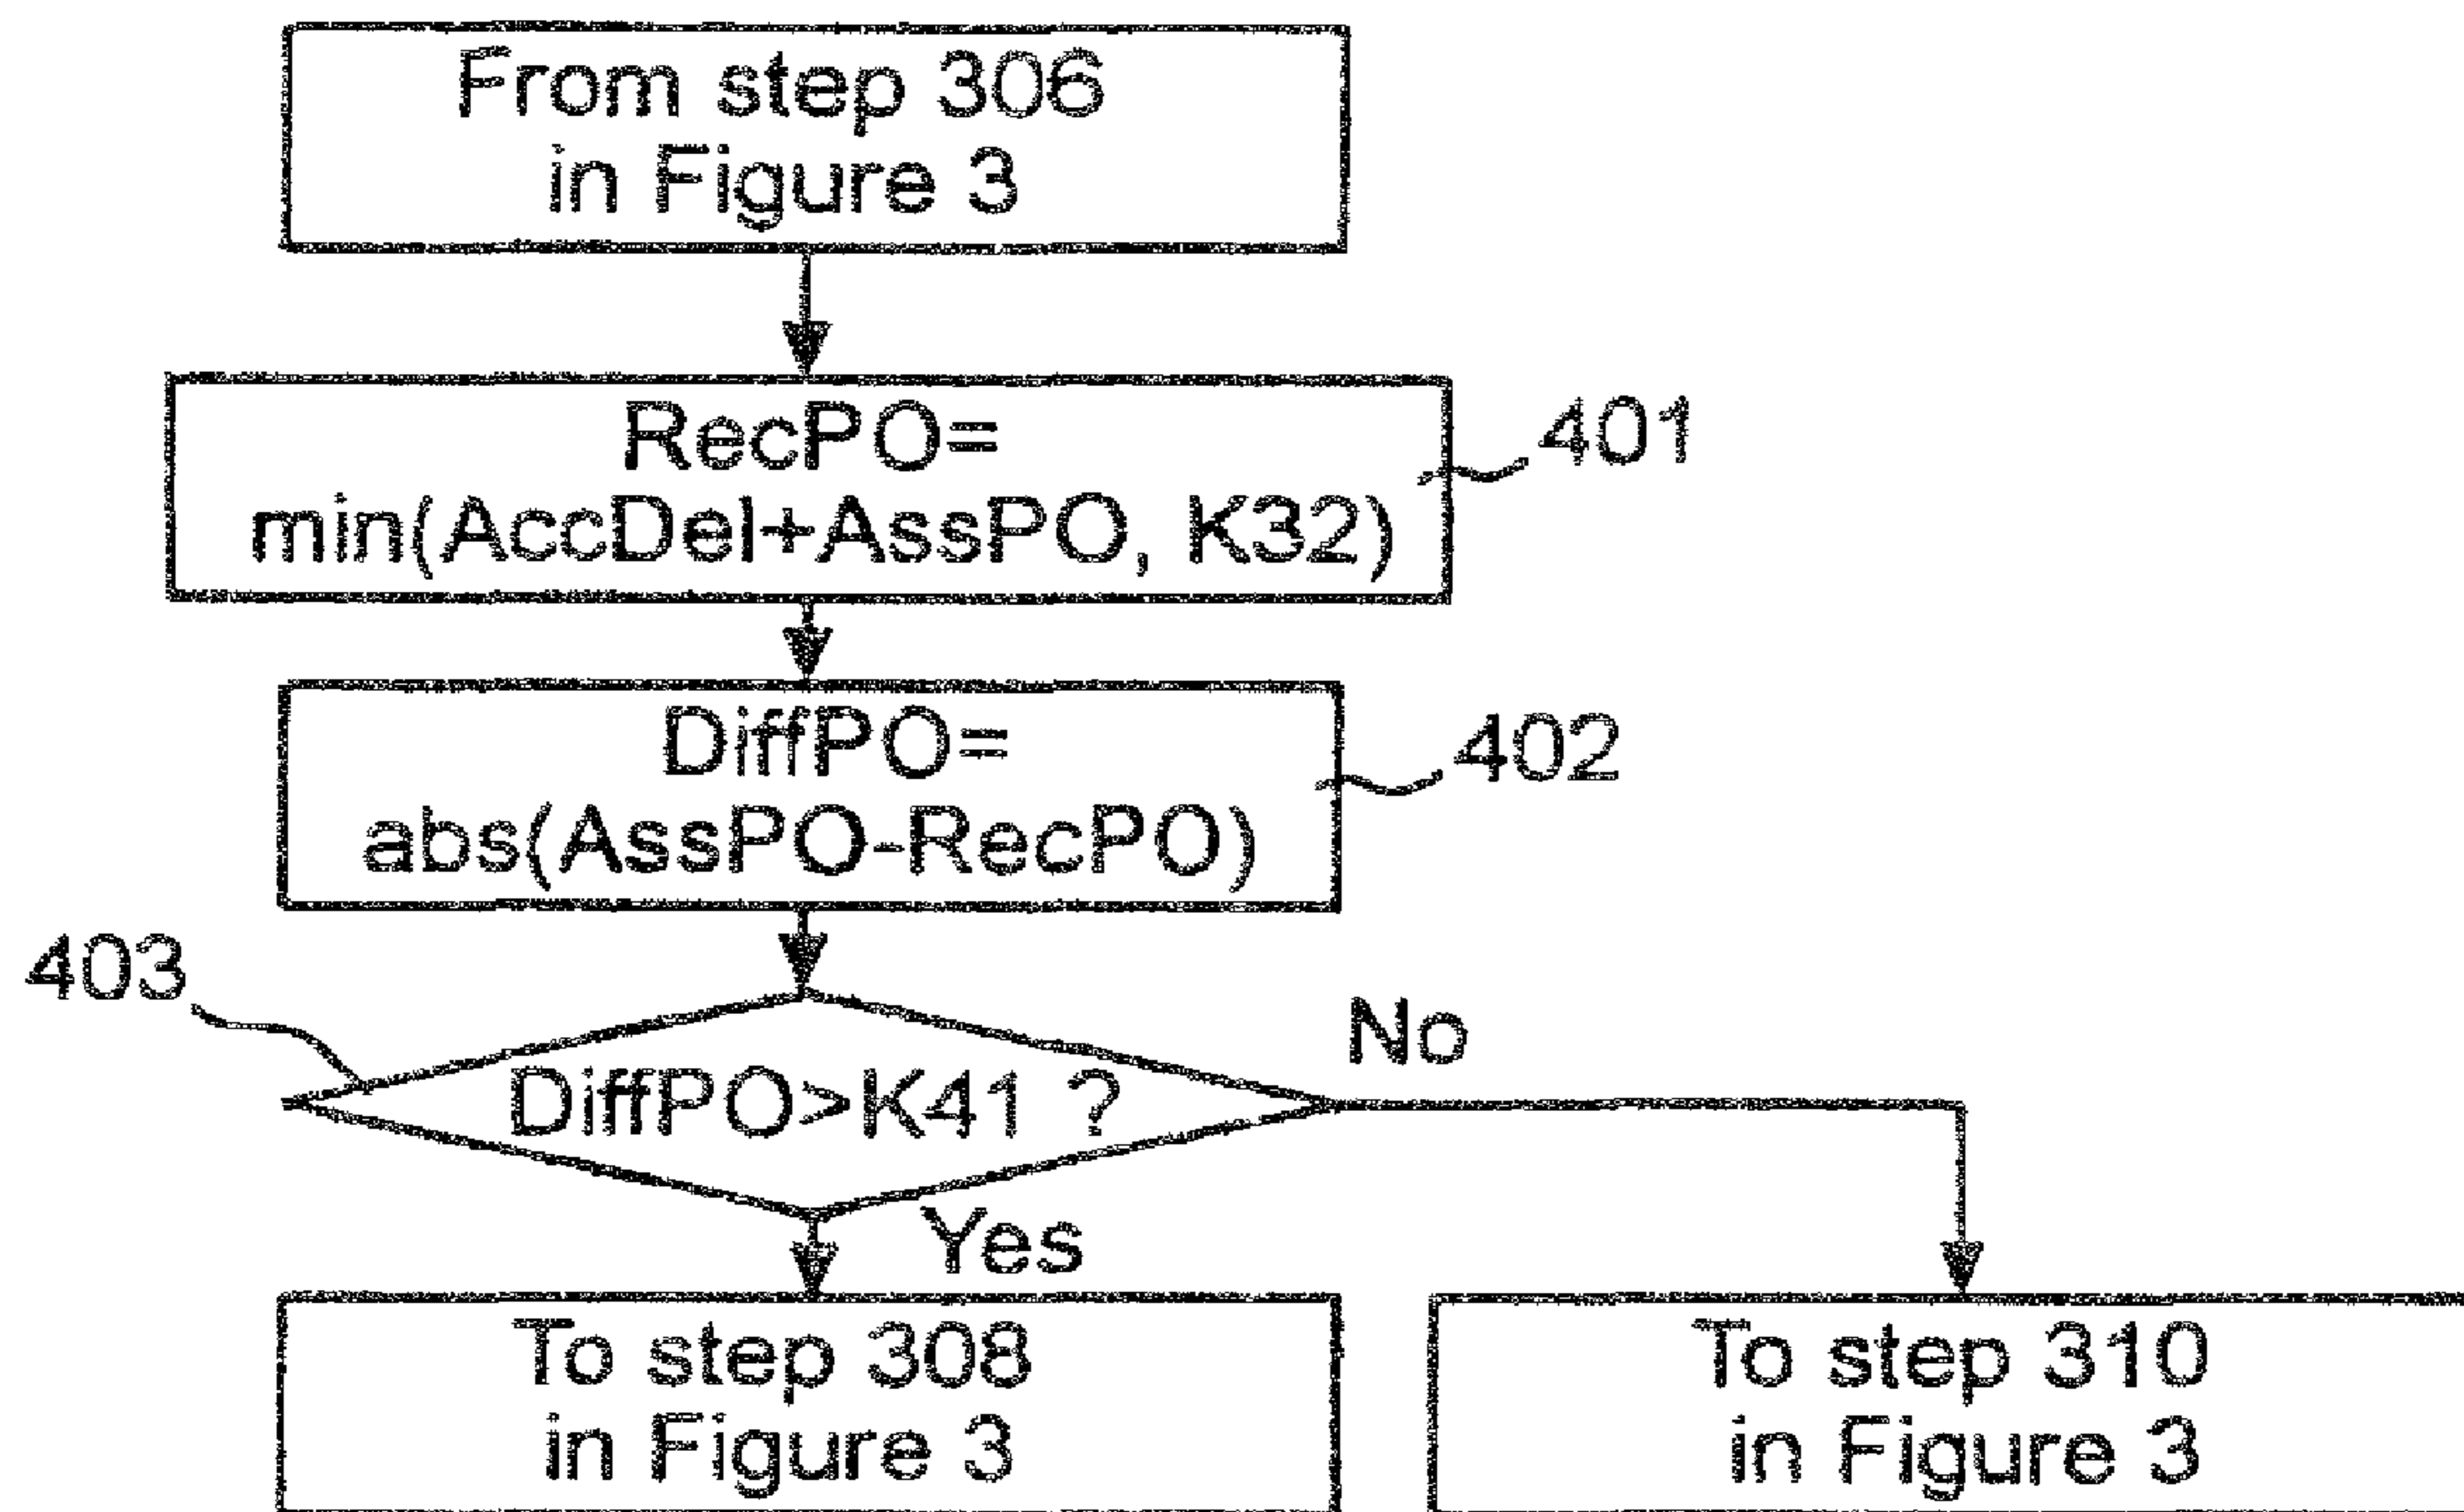 From step 306
in Figure 3
RecPO=
min(AccDel+AssPO, K32)
401
DiffPO=
abs(AssPO-RecPO)
402
403
DiffPO>K41 ?
No
Yes
To step 308
in Figure 3
To step 310
in Figure 3